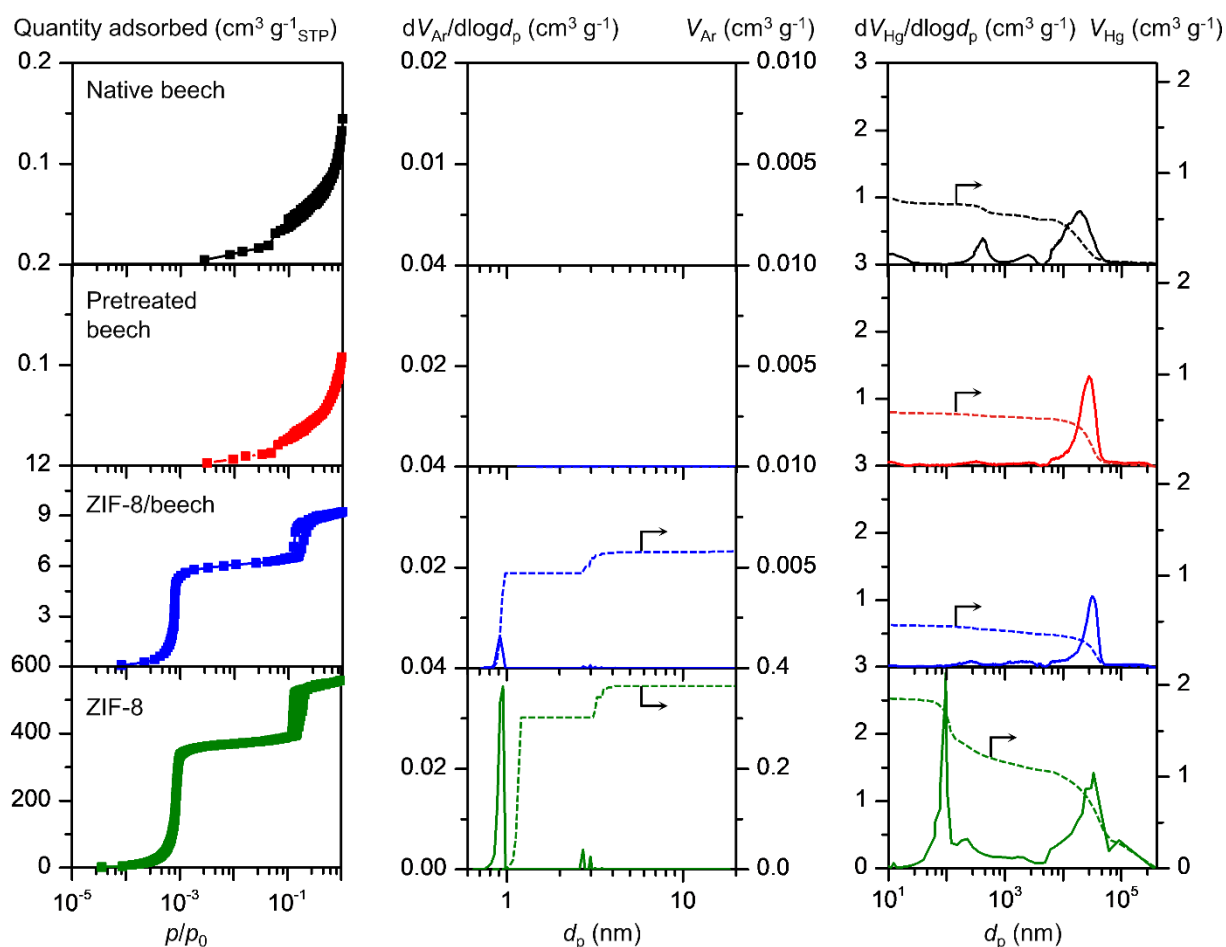 Quantity adsorbed (cm³ g⁻¹STP)
dVAr/dlogdp (cm³ g⁻¹) VAr (cm³ g⁻¹)
dVHg/dlogdp (cm³ g⁻¹) VHg (cm³ g⁻¹)
0.2
Native beech
0.1
0.2
Pretreated
beech
0.1
12
ZIF-8/beech
9
6
3
600
ZIF-8
400
200
0
10⁻⁵ 10⁻³ 10⁻¹
p/p₀
0.02 0.010
0.01 0.005
0.04 0.010
0.02 0.005
0.04 0.010
0.02 0.005
0.04 0.4
0.02 0.2
0.00 0.00
1 10
dp (nm)
3 2
2
1 1
3 0
2
2
1 1
3 0
2
2
1 1
3 0
2
2
1 1
0 0
10¹ 10³ 10⁵
dp (nm)